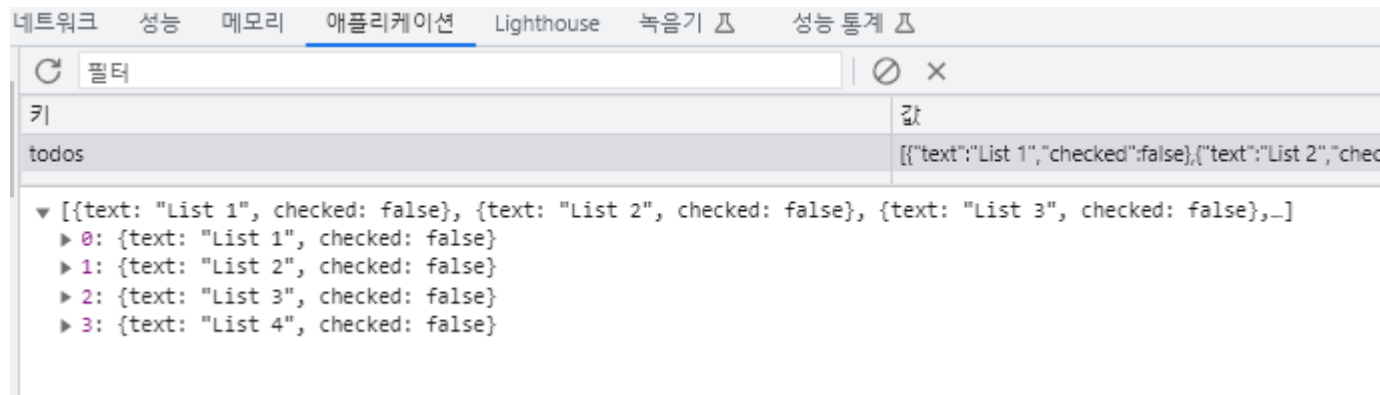 네트워크 성능 메모리 애플리케이션 Lighthouse 녹음기 성능 통계
필터
키 값
todos [{"text":"List 1","checked":false},{"text":"List 2","chec
[{text: "List 1", checked: false}, {text: "List 2", checked: false}, {text: "List 3", checked: false},…]
0: {text: "List 1", checked: false}
1: {text: "List 2", checked: false}
2: {text: "List 3", checked: false}
3: {text: "List 4", checked: false}